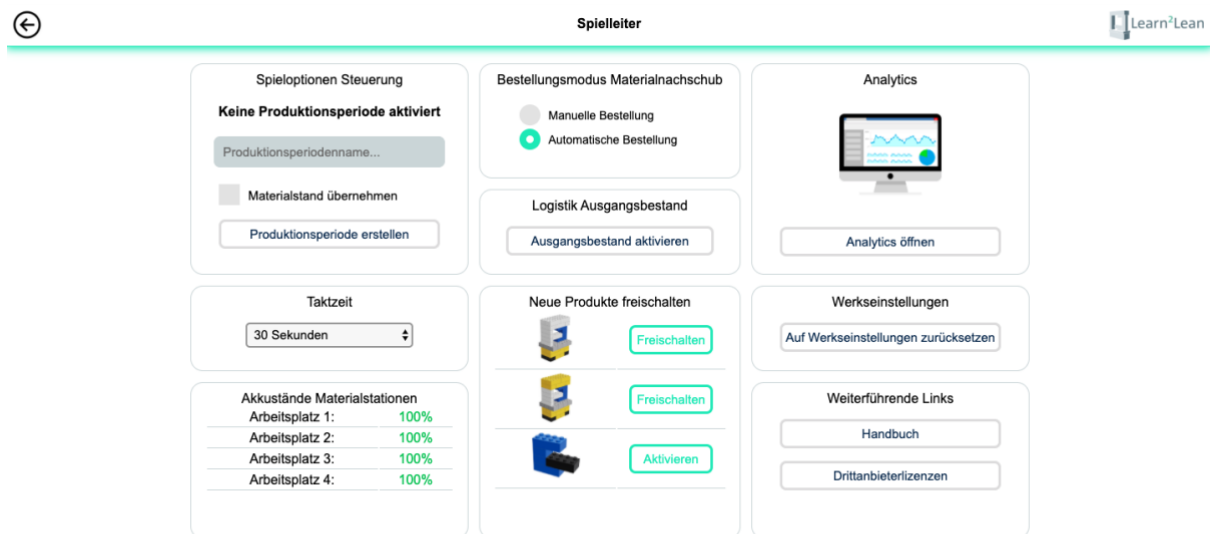 Spielleiter
Learn²Lean
Spieloptionen Steuerung
Keine Produktionsperiode aktiviert
Produktionsperiodenname...
Materialstand übernehmen
Produktionsperiode erstellen
Bestellungsmodus Materialnachschub
Manuelle Bestellung
Automatische Bestellung
Logistik Ausgangsbestand
Ausgangsbestand aktivieren
Analytics
Analytics öffnen
Taktzeit
30 Sekunden
Neue Produkte freischalten
Freischalten
Freischalten
Aktivieren
Werkseinstellungen
Auf Werkseinstellungen zurücksetzen
Akkustände Materialstationen
Arbeitsplatz 1: 100%
Arbeitsplatz 2: 100%
Arbeitsplatz 3: 100%
Arbeitsplatz 4: 100%
Weiterführende Links
Handbuch
Drittanbieterlizenzen